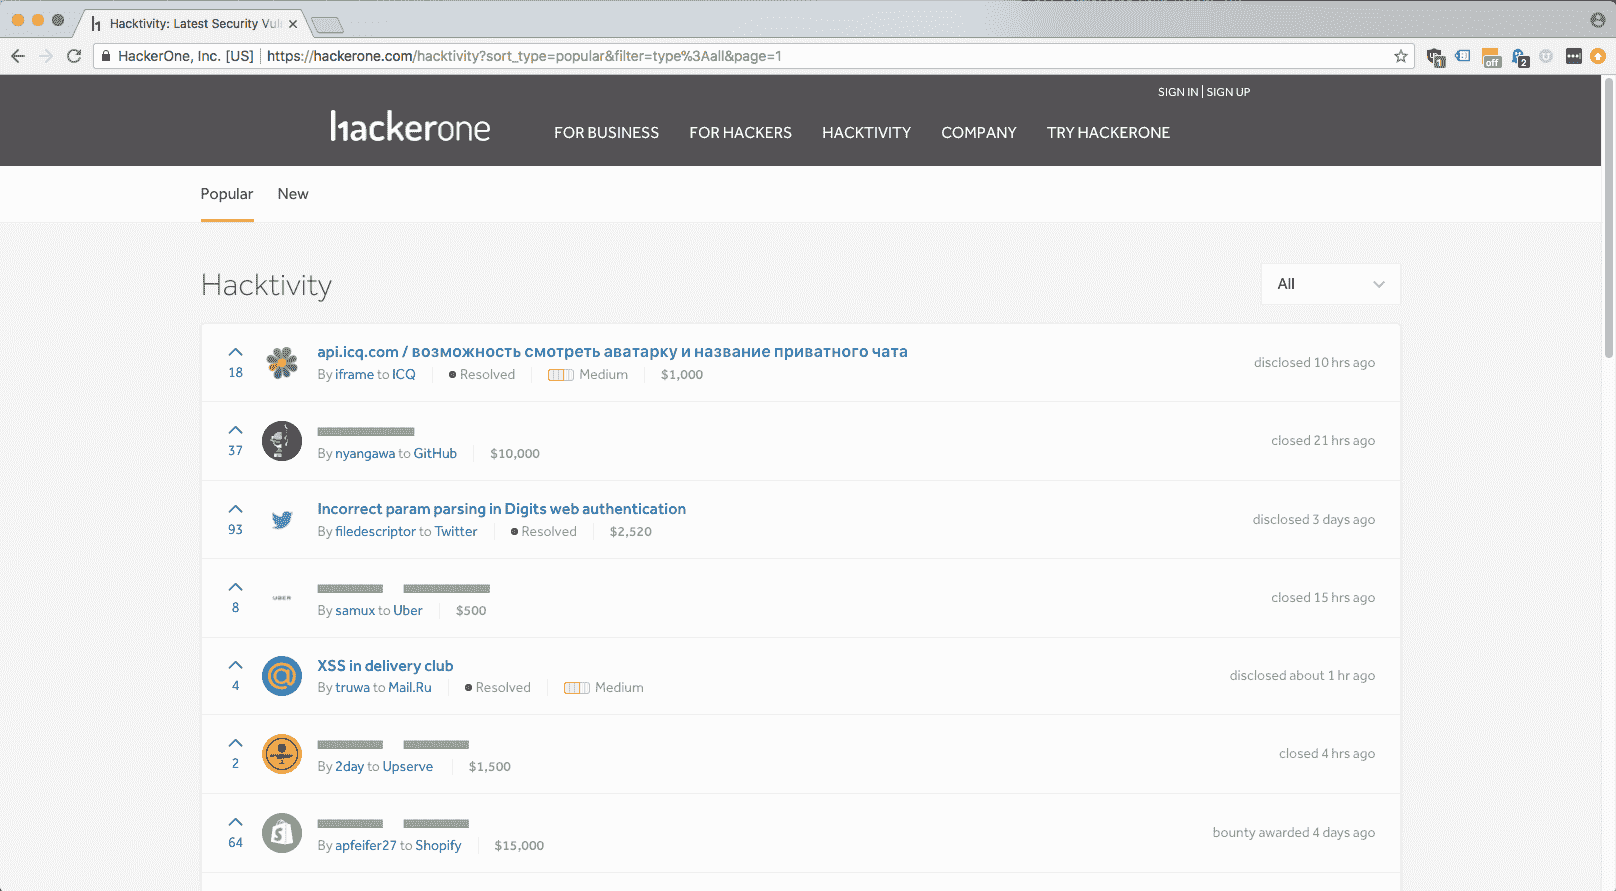 Hacktivity: Latest Security Vul
HackerOne, Inc. [US] https://hackerone.com/hacktivity?sort_type=popular&filter=type%3Aall&page=1
1 off 2
SIGN IN | SIGN UP
hackerone FOR BUSINESS FOR HACKERS HACKTIVITY COMPANY TRY HACKERONE
Popular New
Hacktivity All
api.icq.com / возможность смотреть аватарку и название приватного чата
18 By iframe to ICQ Resolved Medium $1,000 disclosed 10 hrs ago
37 By nyangawa to GitHub $10,000 closed 21 hrs ago
Incorrect param parsing in Digits web authentication
93 By filedescriptor to Twitter Resolved $2,520 disclosed 3 days ago
UBER
8 By samux to Uber $500 closed 15 hrs ago
XSS in delivery club
4 By truwa to Mail.Ru Resolved Medium disclosed about 1 hr ago
2 By 2day to Upserve $1,500 closed 4 hrs ago
64 By apfeifer27 to Shopify $15,000 bounty awarded 4 days ago